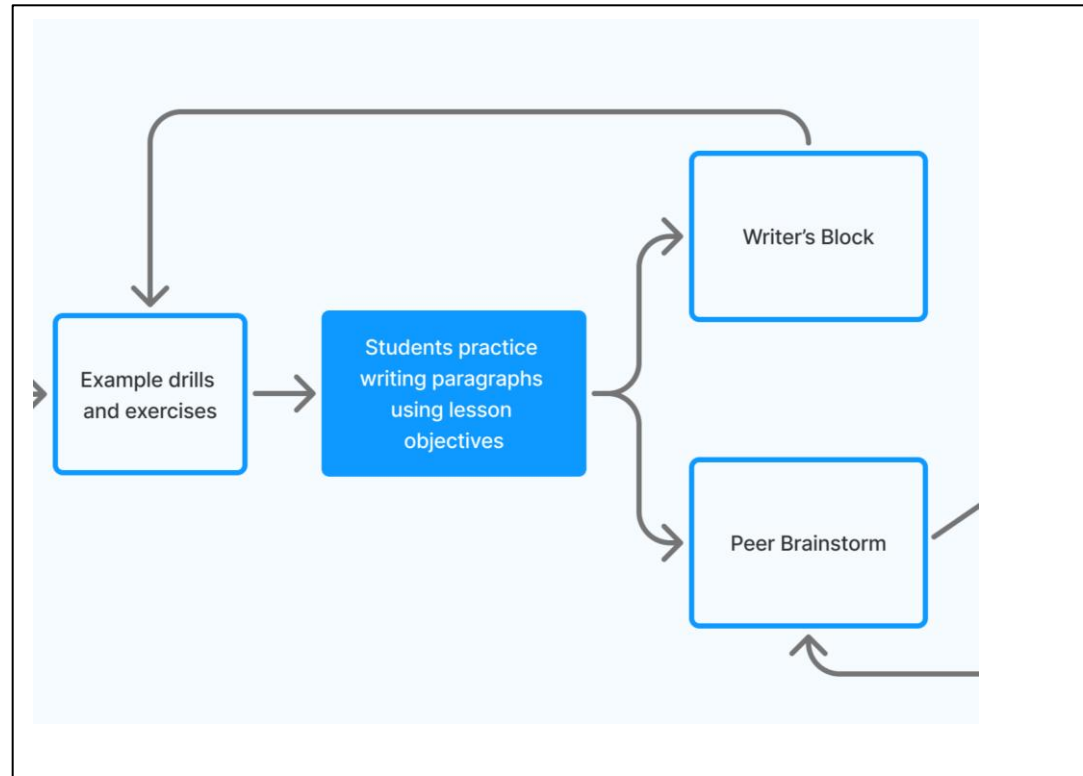 Writer’s Block
Example drills
and exercises
Students practice
writing paragraphs
using lesson
objectives
Peer Brainstorm